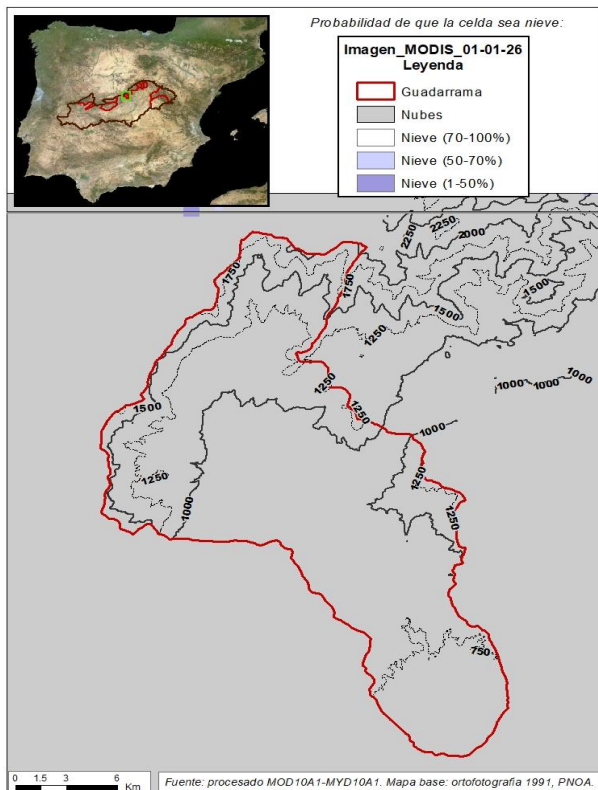 Probabilidad de que la celda sea nieve:
Imagen_MODIS_01-01-26
Leyenda
Guadarrama
Nubes
Nieve (70-100%)
Nieve (50-70%)
Nieve (1-50%)
2250
2250
2000
1750
1750
1500
1500
1250
1250
1000
1000
1000
1500
1250
1000
1250
1250
1250
1000
1250
750
0 1.5 3 6
Km
Fuente: procesado MOD10A1-MYD10A1. Mapa base: ortofotografia 1991, PNOA.